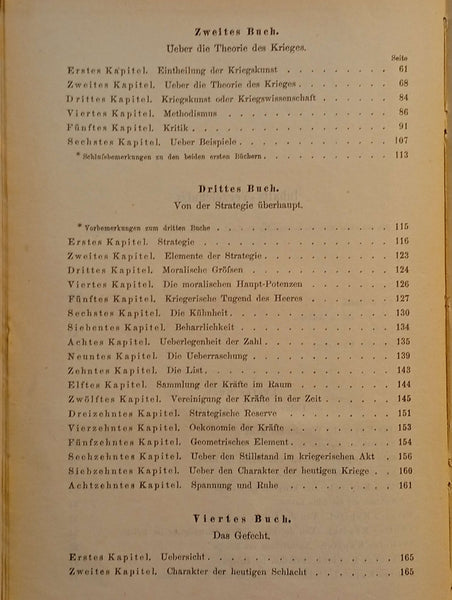 Zweites Buch.
Ueber die Theorie des Krieges.
Seite
Erstes Kapitel. Eintheilung der Kriegskunst . . . . . . . . 61
Zweites Kapitel. Ueber die Theorie des Krieges . . . . . . . 68
Drittes Kapitel. Kriegskunst oder Kriegswissenschaft . . . . . . 84
Viertes Kapitel. Methodismus . . . . . . . . . . . . 86
Fünftes Kapitel. Kritik . . . . . . . . . . . . . . 91
Sechstes Kapitel. Ueber Beispiele . . . . . . . . . . . 107
* Schlußbemerkungen zu den beiden ersten Büchern . . . . . . . . . 113
Drittes Buch.
Von der Strategie überhaupt.
* Vorbemerkungen zum dritten Buche . . . . . . . . . . . . 115
Erstes Kapitel. Strategie . . . . . . . . . . . . . 116
Zweites Kapitel. Elemente der Strategie . . . . . . . . . 123
Drittes Kapitel. Moralische Größen . . . . . . . . . . 124
Viertes Kapitel. Die moralischen Haupt-Potenzen . . . . . . . 126
Fünftes Kapitel. Kriegerische Tugend des Heeres . . . . . . . 127
Sechstes Kapitel. Die Kühnheit . . . . . . . . . . . 130
Siebentes Kapitel. Beharrlichkeit . . . . . . . . . . . 134
Achtes Kapitel. Ueberlegenheit der Zahl . . . . . . . . . 135
Neuntes Kapitel. Die Ueberraschung . . . . . . . . . . 139
Zehntes Kapitel. Die List . . . . . . . . . . . . . 143
Elftes Kapitel. Sammlung der Kräfte im Raum . . . . . . . 144
Zwölftes Kapitel. Vereinigung der Kräfte in der Zeit . . . . . . 145
Dreizehntes Kapitel. Strategische Reserve . . . . . . . . 151
Vierzehntes Kapitel. Oekonomie der Kräfte . . . . . . . . 153
Fünfzehntes Kapitel. Geometrisches Element . . . . . . . . 154
Sechzehntes Kapitel. Ueber den Stillstand im kriegerischen Akt . 156
Siebzehntes Kapitel. Ueber den Charakter der heutigen Kriege . . 160
Achtzehntes Kapitel. Spannung und Ruhe . . . . . . . . 161
Viertes Buch.
Das Gefecht.
Erstes Kapitel. Uebersicht . . . . . . . . . . . . . 165
Zweites Kapitel. Charakter der heutigen Schlacht . . . . . . . 165